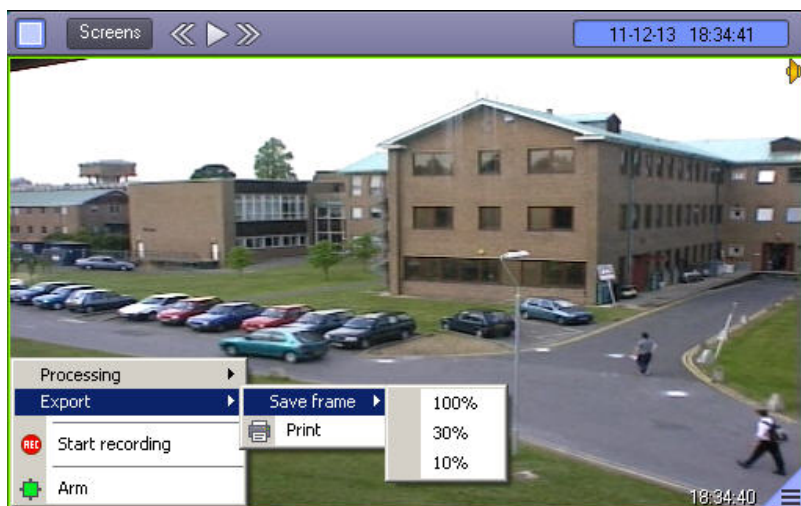 Screens
11-12-13 18:34:41
Processing
Export
Save frame
100%
Print
30%
REC
Start recording
10%
Arm
18:34:40